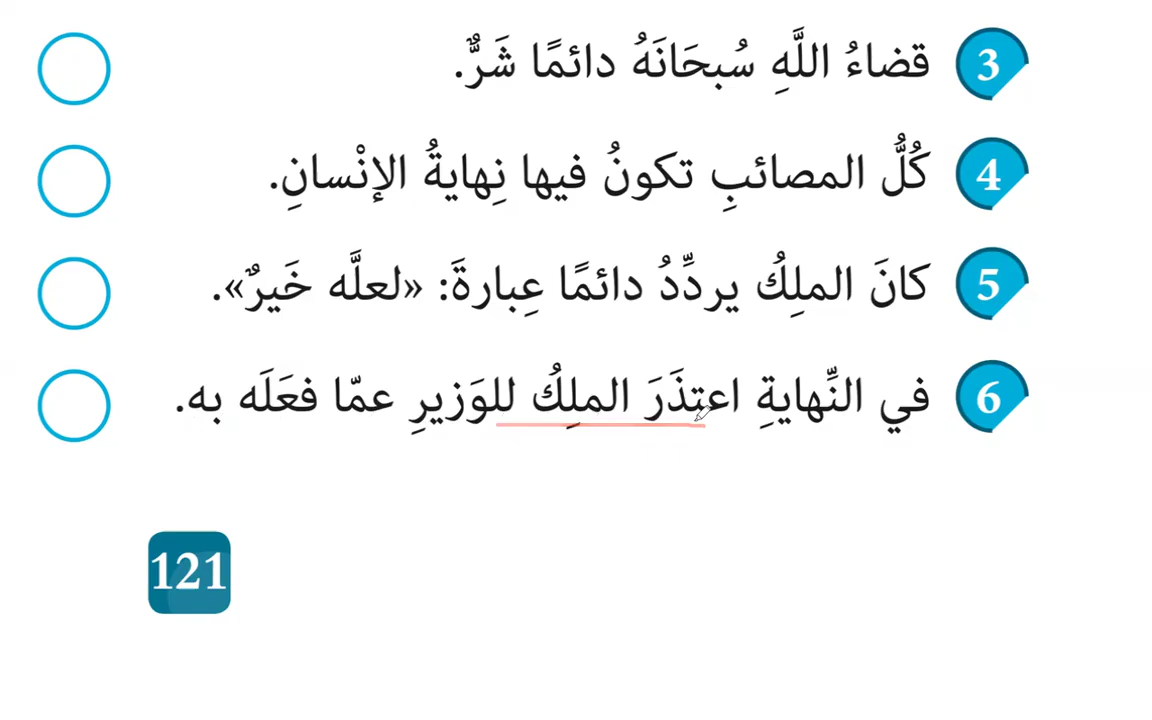 3 قضاءُ اللَّهِ سُبحَانَهُ دائمًا شَرٌّ.
4 كُلُّ المصائبِ تكونُ فيها نِهايةُ الإنْسانِ.
5 كانَ الملِكُ يردِّدُ دائمًا عِبارةَ: «لعلَّه خَيرٌ».
6 في النِّهايةِ اعتِذَرَ الملِكُ للوَزيرِ عمّا فعَلَه به.
121